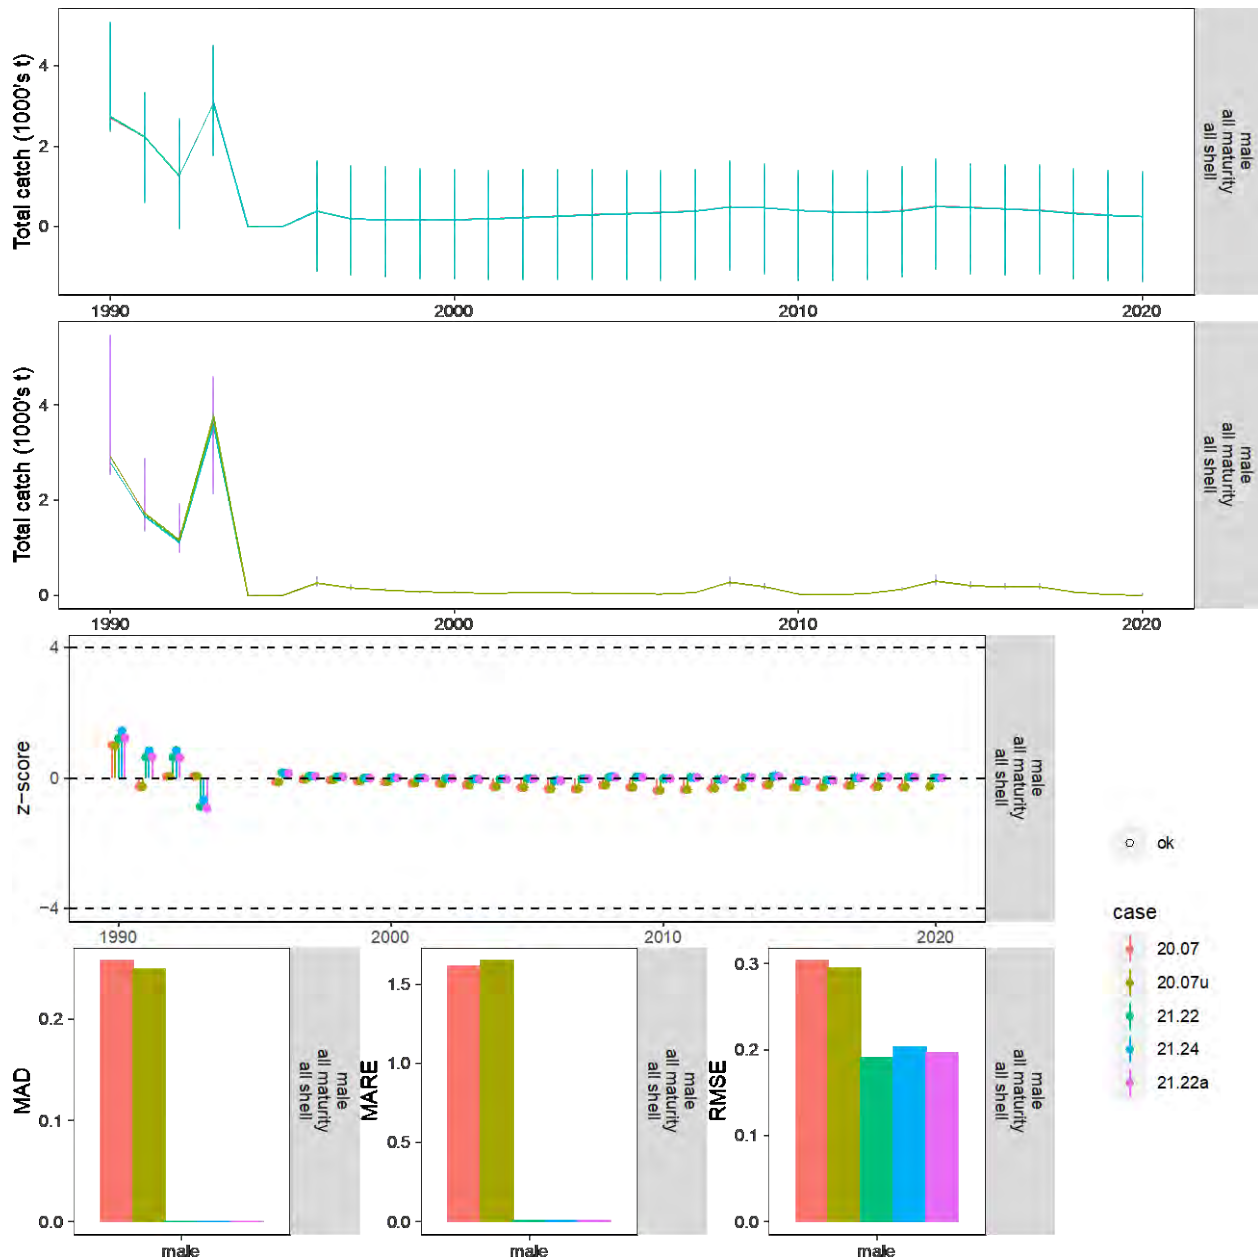 Total catch (1000's t)
4
2
0
male
all maturity
all shell
1990
2000
2010
2020
Total catch (1000's t)
4
2
0
male
all maturity
all shell
1990
2000
2010
2020
z-score
4
0
−4
male
all maturity
all shell
1990
2000
2010
2020
ok
case
20.07
20.07u
21.22
21.24
21.22a
MAD
0.2
0.1
0.0
male
all maturity
all shell
male
MARE
1.5
1.0
0.5
0.0
male
all maturity
all shell
male
RMSE
0.3
0.2
0.1
0.0
male
all maturity
all shell
male